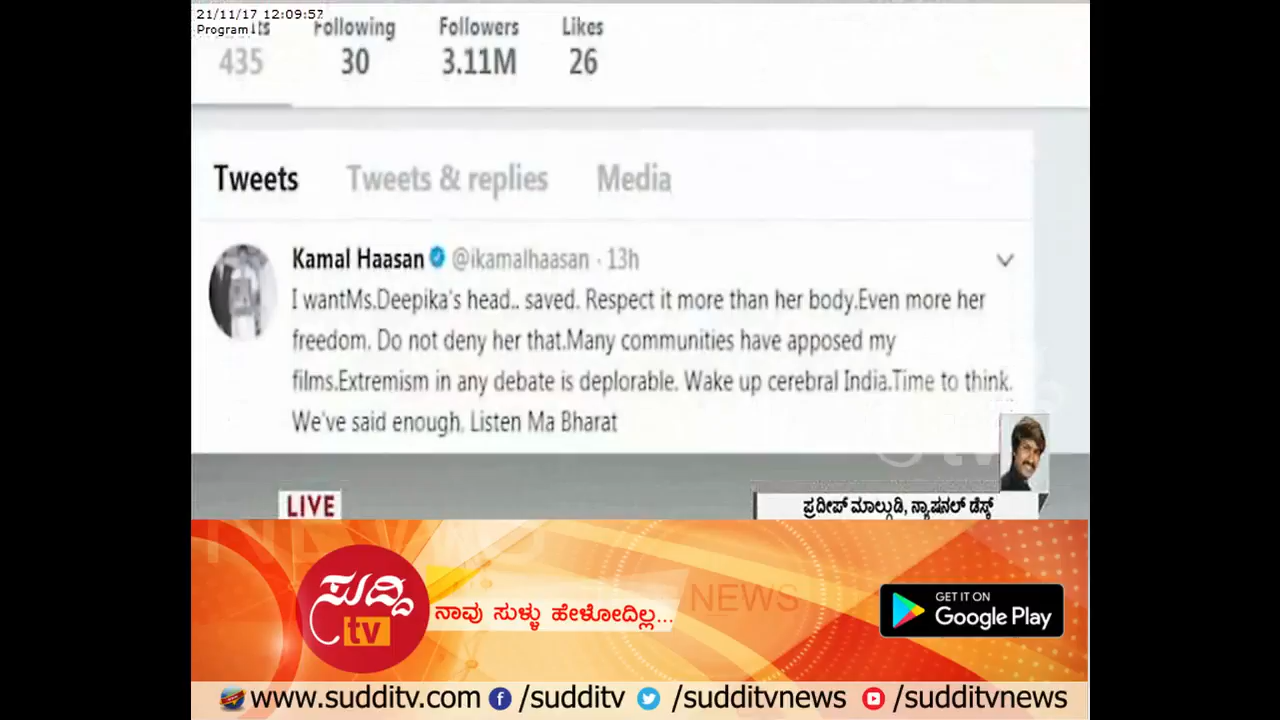 21/11/17 12:09:57
Program
Following Followers Likes
435 30 3.11M 26
Tweets Tweets & replies Media
Kamal Haasan @ikamalhaasan · 13h
I wantMs.Deepika's head.. saved. Respect it more than her body.Even more her
freedom. Do not deny her that.Many communities have apposed my
films.Extremism in any debate is deplorable. Wake up cerebral India.Time to think.
We've said enough. Listen Ma Bharat
LIVE
ಪ್ರದೀಪ್ ಮಾಲ್ಗುಡಿ, ನ್ಯಾಷನಲ್ ಡೆಸ್ಕ್
NEWS
ಸುದ್ದಿ
tv
ನಾವು ಸುಳ್ಳು ಹೇಳೋದಿಲ್ಲ...
GET IT ON
Google Play
www.sudditv.com /sudditv /sudditvnews /sudditvnews